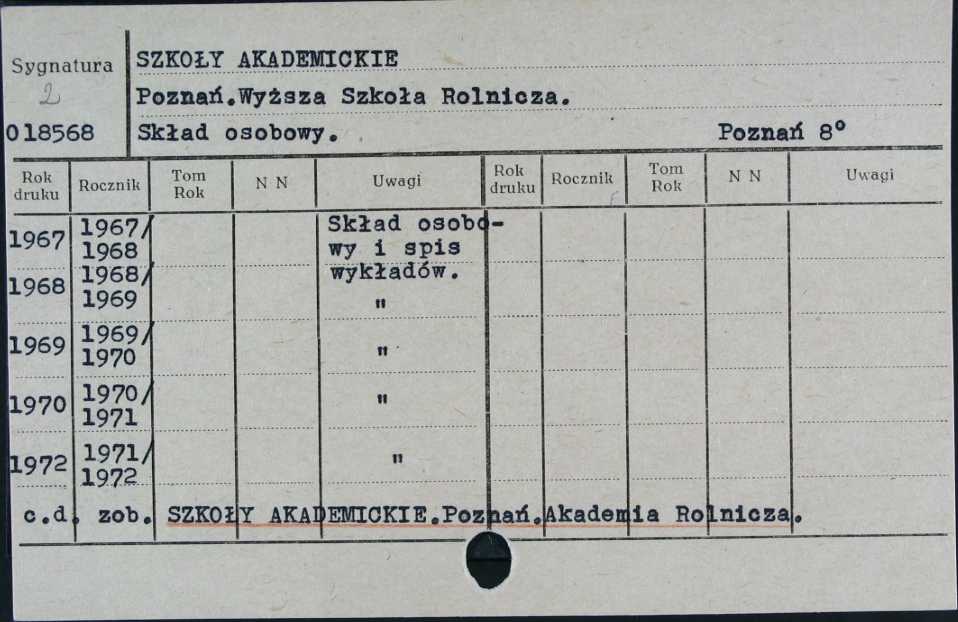 Sygnatura
2
018568
SZKOŁY AKADEMICKIE
Poznań.Wyższa Szkoła Rolnicza.
Skład osobowy. Poznań 8°
Rok druku Rocznik Tom Rok N N Uwagi Rok druku Rocznik Tom Rok N N Uwagi
1967 1967/1968 Skład osobo-
wy i spis
wykładów.
1968 1968/1969 "
1969 1969/1970 "
1970 1970/1971 "
1972 1971/1972 "
c.d. zob. SZKOŁY AKADEMICKIE.Poznań.Akademia Rolnicza.